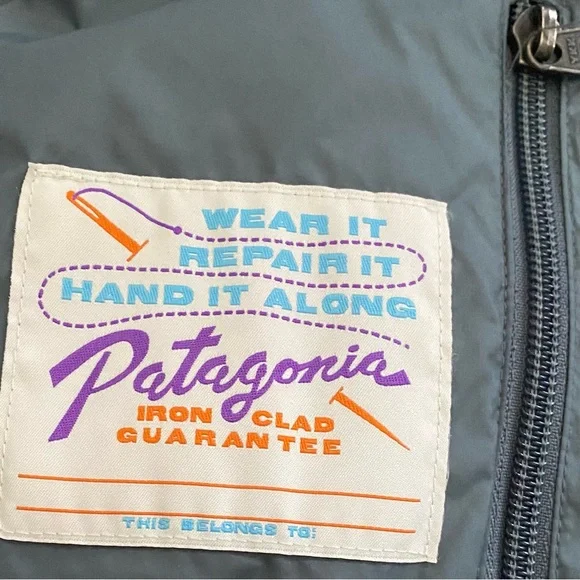 WEAR IT
REPAIR IT
HAND IT ALONG
Patagonia
IRON CLAD
GUARANTEE
THIS BELONGS TO: